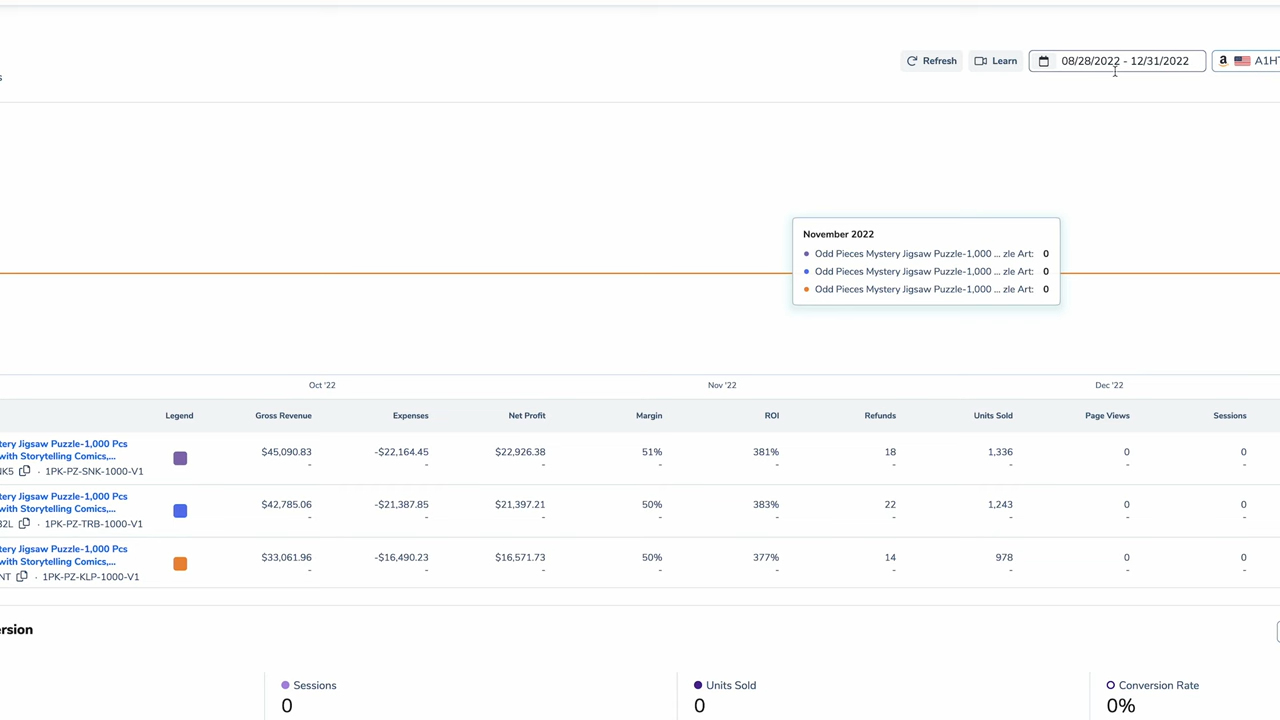 Refresh
Learn
08/28/2022 - 12/31/2022
a
A1HT
s
November 2022
Odd Pieces Mystery Jigsaw Puzzle-1,000 ... zle Art: 0
Odd Pieces Mystery Jigsaw Puzzle-1,000 ... zle Art: 0
Odd Pieces Mystery Jigsaw Puzzle-1,000 ... zle Art: 0
Oct '22 Nov '22 Dec '22
Legend Gross Revenue Expenses Net Profit Margin ROI Refunds Units Sold Page Views Sessions
tery Jigsaw Puzzle-1,000 Pcs
with Storytelling Comics,...
NK5 · 1PK-PZ-SNK-1000-V1
$45,090.83 -$22,164.45 $22,926.38 51% 381% 18 1,336 0 0
- - - - - - - - -
tery Jigsaw Puzzle-1,000 Pcs
with Storytelling Comics,...
32L · 1PK-PZ-TRB-1000-V1
$42,785.06 -$21,387.85 $21,397.21 50% 383% 22 1,243 0 0
- - - - - - - - -
tery Jigsaw Puzzle-1,000 Pcs
with Storytelling Comics,...
NT · 1PK-PZ-KLP-1000-V1
$33,061.96 -$16,490.23 $16,571.73 50% 377% 14 978 0 0
- - - - - - - - -
ersion
Sessions
0
Units Sold
0
Conversion Rate
0%